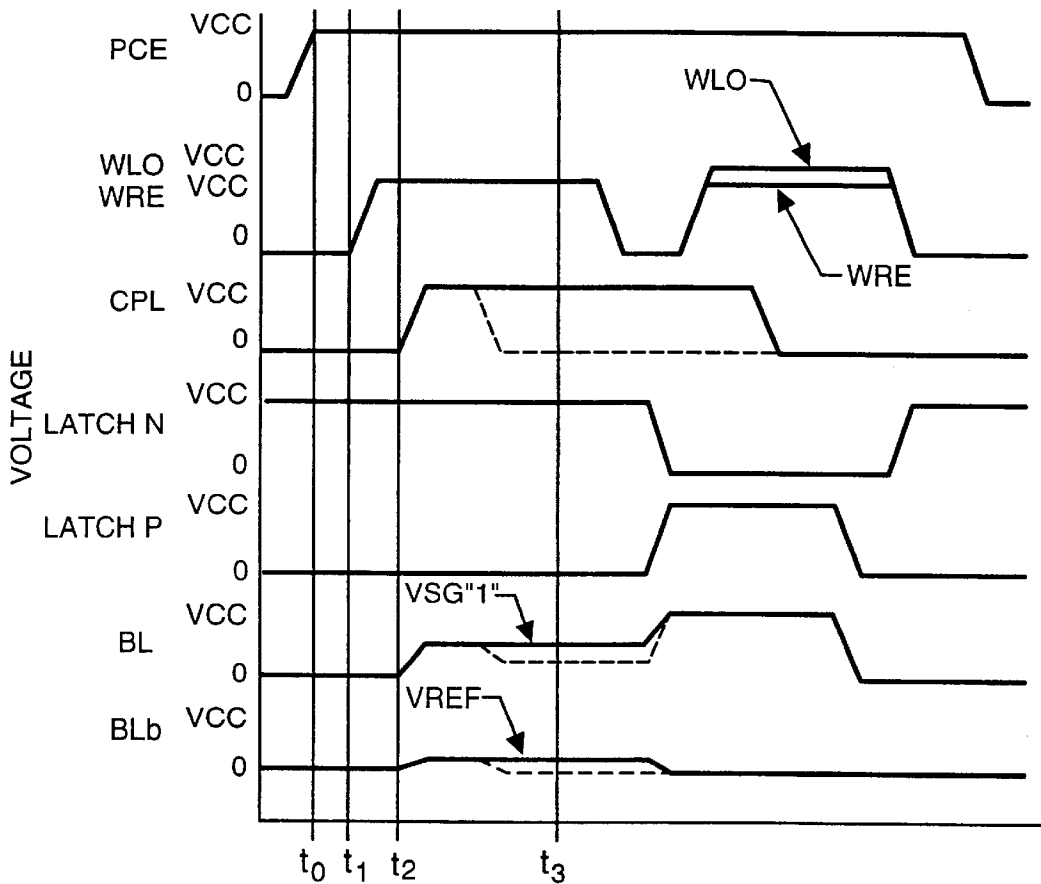 VCC
PCE
0
WLO
WLO VCC
WRE VCC
0
WRE
CPL VCC
0
VOLTAGE
VCC
LATCH N
0
VCC
LATCH P
0
VSG"1"
VCC
BL
0
VREF
VCC
BLb
0
t0 t1 t2 t3